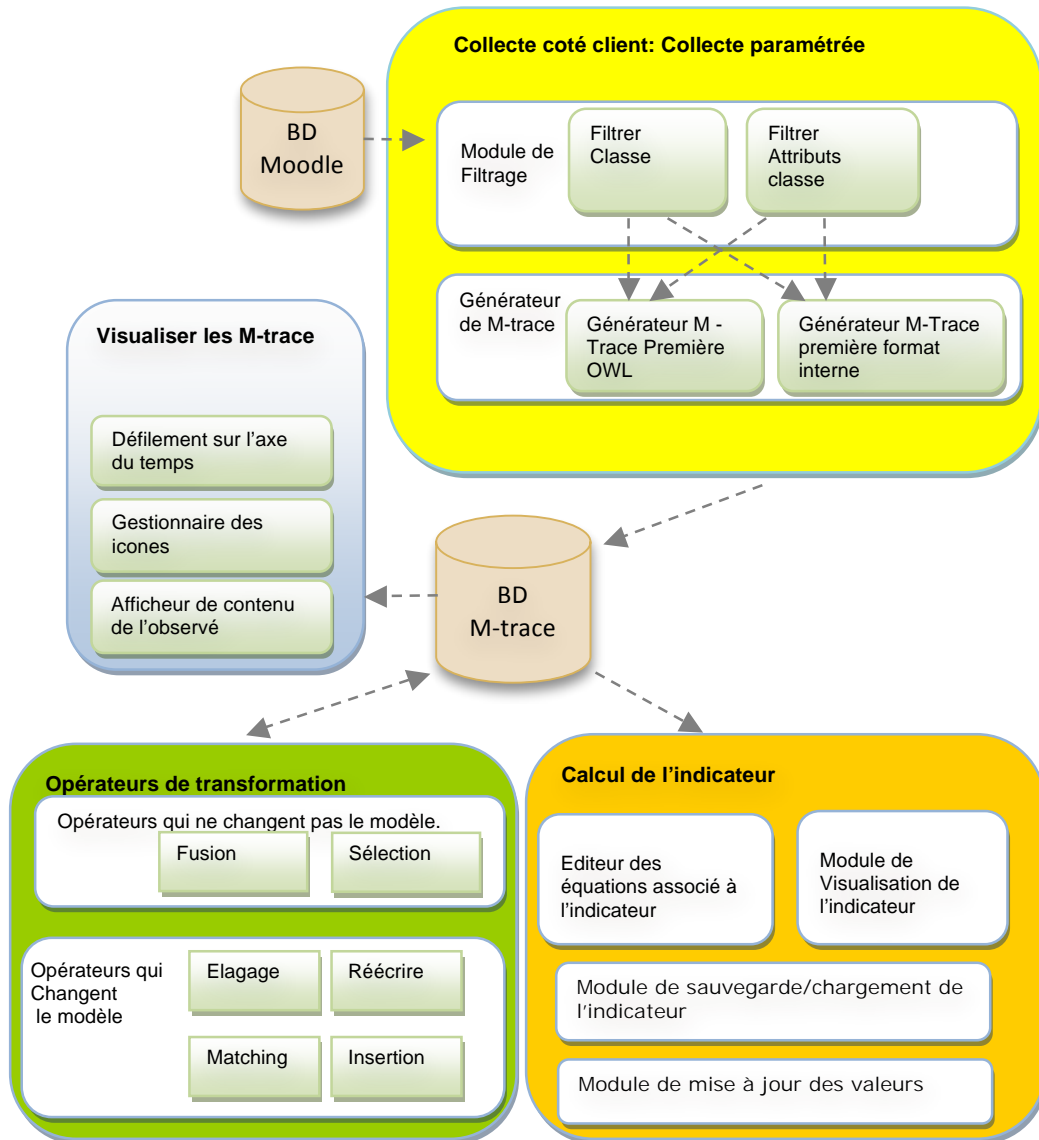 Collecte coté client: Collecte paramétrée
BD
Moodle
Module de
Filtrage
Filtrer
Classe
Filtrer
Attributs
classe
Générateur
de M-trace
Générateur M -
Trace Première
OWL
Générateur M-Trace
première format
interne
Visualiser les M-trace
Défilement sur l'axe
du temps
Gestionnaire des
icones
Afficheur de contenu
de l'observé
BD
M-trace
Opérateurs de transformation
Opérateurs qui ne changent pas le modèle.
Fusion
Sélection
Opérateurs qui
Changent
le modèle
Elagage
Réécrire
Matching
Insertion
Calcul de l'indicateur
Editeur des
équations associé à
l'indicateur
Module de
Visualisation de
l'indicateur
Module de sauvegarde/chargement de
l'indicateur
Module de mise à jour des valeurs